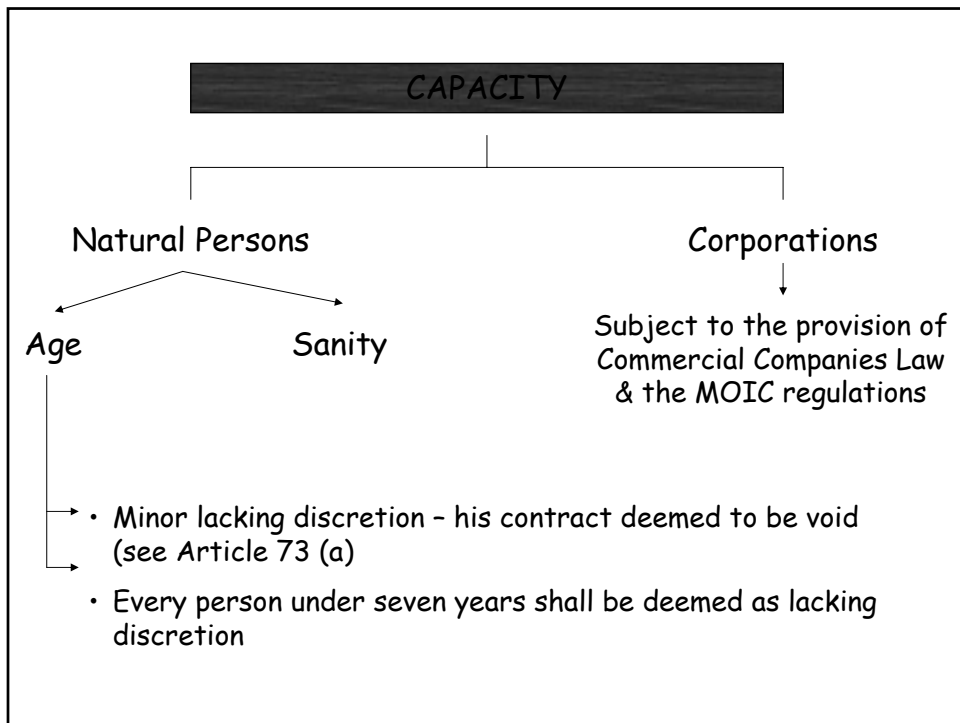 CAPACITY
Natural Persons
Corporations
Age
Sanity
Subject to the provision of
Commercial Companies Law
& the MOIC regulations
• Minor lacking discretion – his contract deemed to be void
(see Article 73 (a)
• Every person under seven years shall be deemed as lacking
discretion